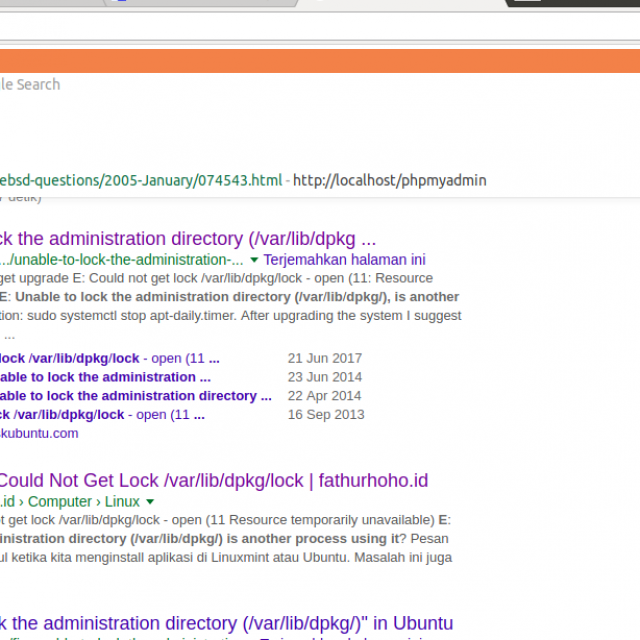 le Search
ebsd-questions/2005-January/074543.html - http://localhost/phpmyadmin
ck the administration directory (/var/lib/dpkg ...
.../unable-to-lock-the-administration-... Terjemahkan halaman ini
get upgrade E: Could not get lock /var/lib/dpkg/lock - open (11: Resource
E: Unable to lock the administration directory (/var/lib/dpkg/), is another
tion: sudo systemctl stop apt-daily.timer. After upgrading the system I suggest
...
lock /var/lib/dpkg/lock - open (11 ... 21 Jun 2017
able to lock the administration ... 23 Jun 2014
able to lock the administration directory ... 22 Apr 2014
ck /var/lib/dpkg/lock - open (11 ... 16 Sep 2013
skubuntu.com
Could Not Get Lock /var/lib/dpkg/lock | fathurhoho.id
.id › Computer › Linux
t get lock /var/lib/dpkg/lock - open (11 Resource temporarily unavailable) E:
inistration directory (/var/lib/dpkg/) is another process using it? Pesan
ul ketika kita menginstall aplikasi di Linuxmint atau Ubuntu. Masalah ini juga
k the administration directory (/var/lib/dpkg/)" in Ubuntu